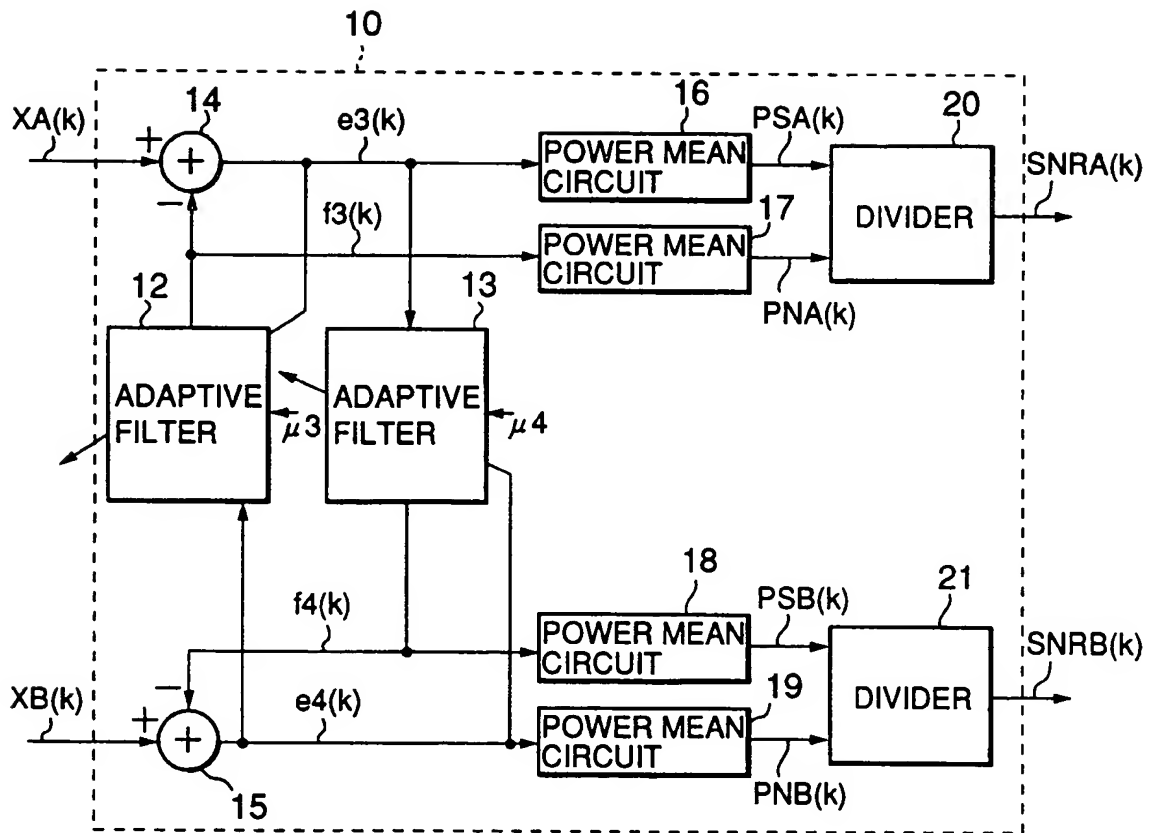 10
XA(k)
+
14
+
−
e3(k)
f3(k)
16
POWER MEAN
CIRCUIT
PSA(k)
17
POWER MEAN
CIRCUIT
PNA(k)
20
DIVIDER
SNRA(k)
12
ADAPTIVE
FILTER
μ3
13
ADAPTIVE
FILTER
μ4
f4(k)
−
XB(k)
+
+
15
e4(k)
18
POWER MEAN
CIRCUIT
PSB(k)
19
POWER MEAN
CIRCUIT
PNB(k)
21
DIVIDER
SNRB(k)